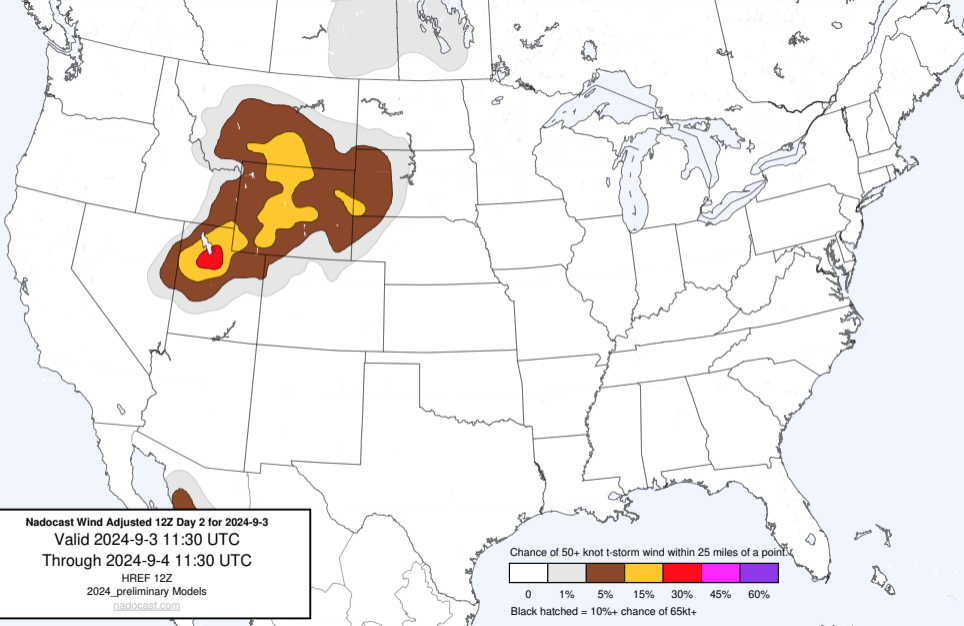 Nadocast Wind Adjusted 12Z Day 2 for 2024-9-3
Valid 2024-9-3 11:30 UTC
Through 2024-9-4 11:30 UTC
HREF 12Z
2024_preliminary Models
nadocast.com
Chance of 50+ knot t-storm wind within 25 miles of a point.
0 1% 5% 15% 30% 45% 60%
Black hatched = 10%+ chance of 65kt+